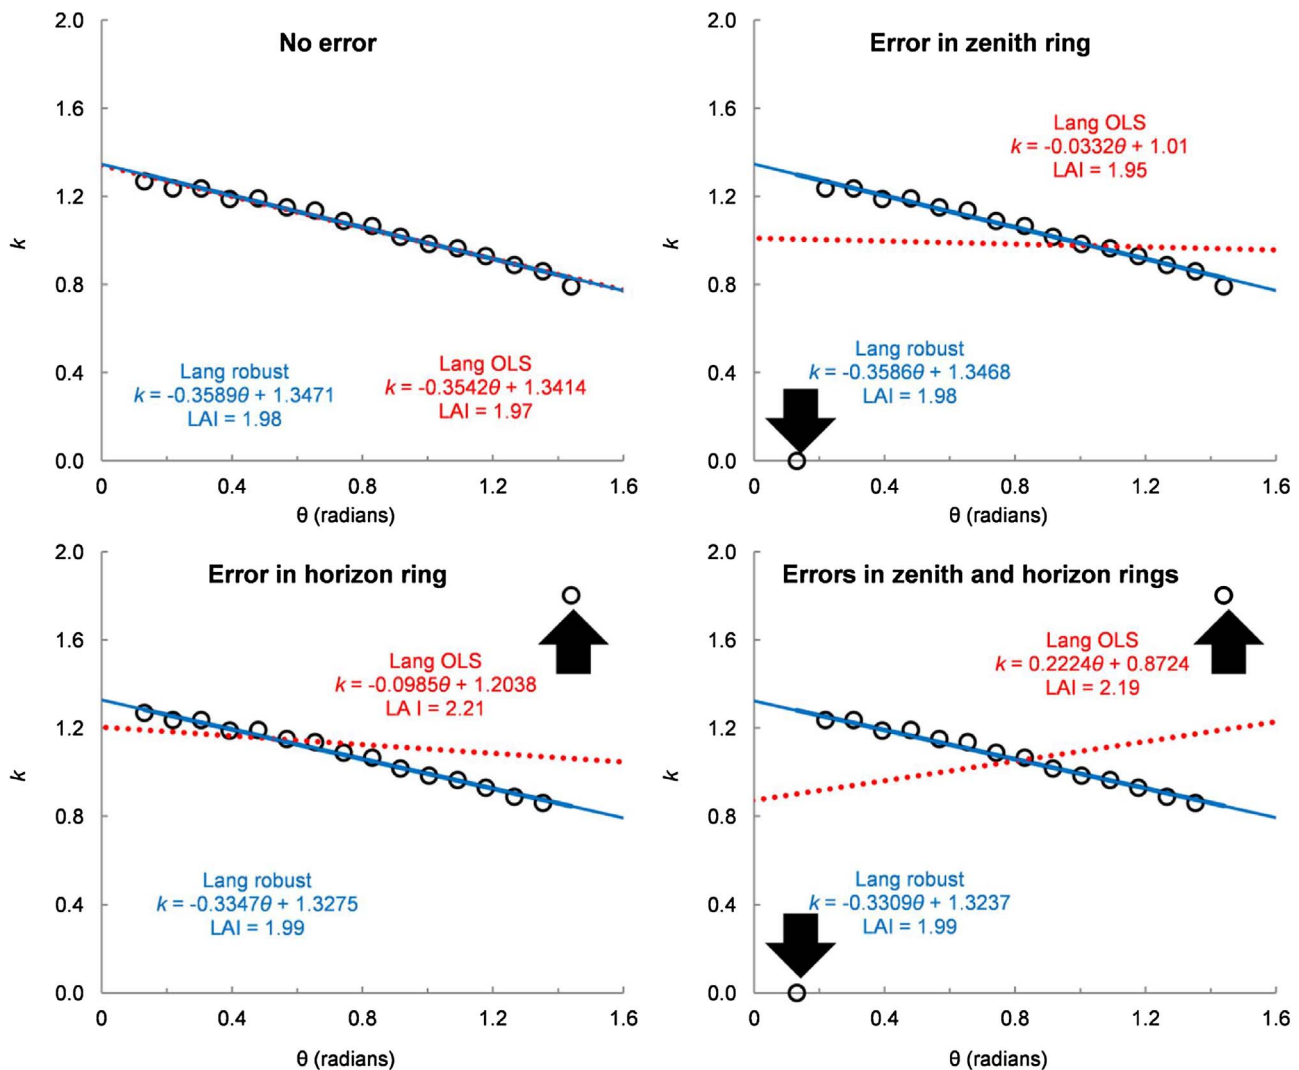 No error
2.0
1.6
1.2
0.8
0.4
0.0
k
Lang robust
k = -0.3589θ + 1.3471
LAI = 1.98
Lang OLS
k = -0.3542θ + 1.3414
LAI = 1.97
0 0.4 0.8 1.2 1.6
θ (radians)
Error in zenith ring
2.0
1.6
1.2
0.8
0.4
0.0
k
Lang OLS
k = -0.0332θ + 1.01
LAI = 1.95
Lang robust
k = -0.3586θ + 1.3468
LAI = 1.98
0 0.4 0.8 1.2 1.6
θ (radians)
Error in horizon ring
2.0
1.6
1.2
0.8
0.4
0.0
k
Lang OLS
k = -0.0985θ + 1.2038
LA I = 2.21
Lang robust
k = -0.3347θ + 1.3275
LAI = 1.99
0 0.4 0.8 1.2 1.6
θ (radians)
Errors in zenith and horizon rings
2.0
1.6
1.2
0.8
0.4
0.0
k
Lang OLS
k = 0.2224θ + 0.8724
LAI = 2.19
Lang robust
k = -0.3309θ + 1.3237
LAI = 1.99
0 0.4 0.8 1.2 1.6
θ (radians)